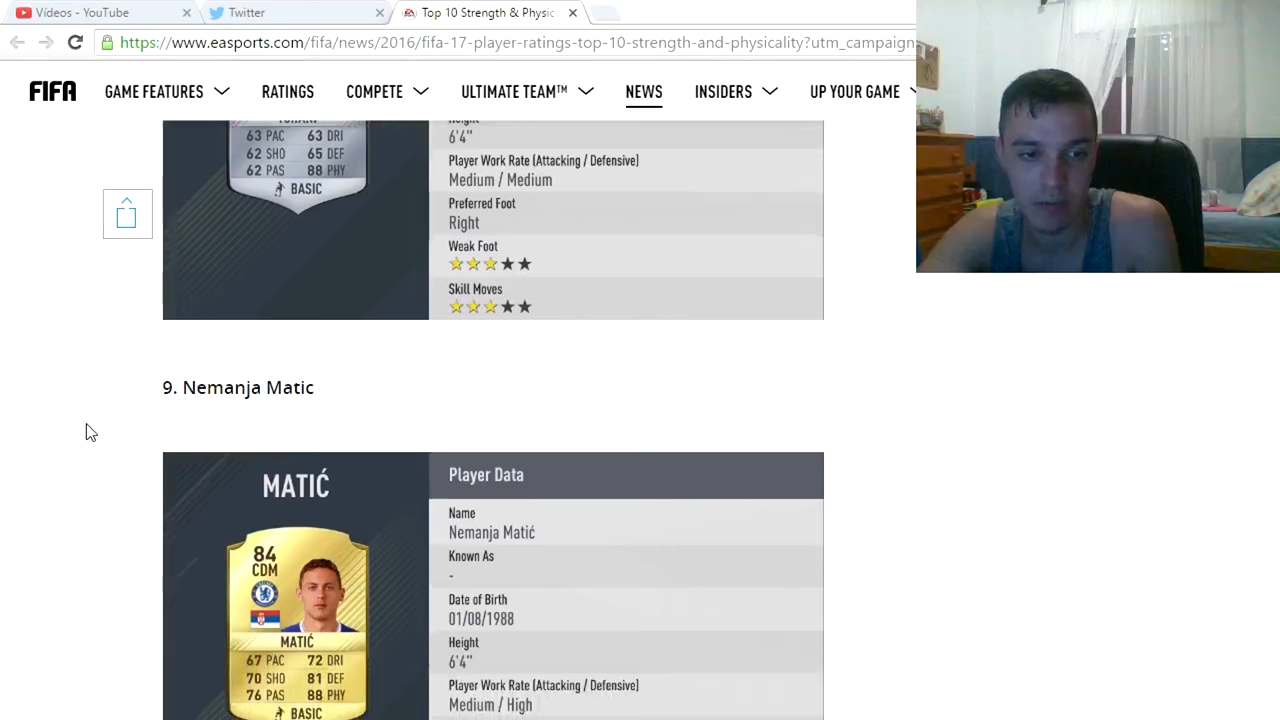 Vídeos - YouTube
Twitter
Top 10 Strength & Physic
https://www.easports.com/fifa/news/2016/fifa-17-player-ratings-top-10-strength-and-physicality?utm_campaign
FIFA
GAME FEATURES
RATINGS
COMPETE
ULTIMATE TEAM™
NEWS
INSIDERS
UP YOUR GAME
63 PAC 63 DRI
62 SHO 65 DEF
62 PAS 88 PHY
BASIC
Height
6'4"
Player Work Rate (Attacking / Defensive)
Medium / Medium
Preferred Foot
Right
Weak Foot
Skill Moves
9. Nemanja Matic
MATIĆ
84
CDM
MATIĆ
67 PAC 72 DRI
70 SHO 81 DEF
76 PAS 88 PHY
BASIC
Player Data
Name
Nemanja Matić
Known As
-
Date of Birth
01/08/1988
Height
6'4"
Player Work Rate (Attacking / Defensive)
Medium / High